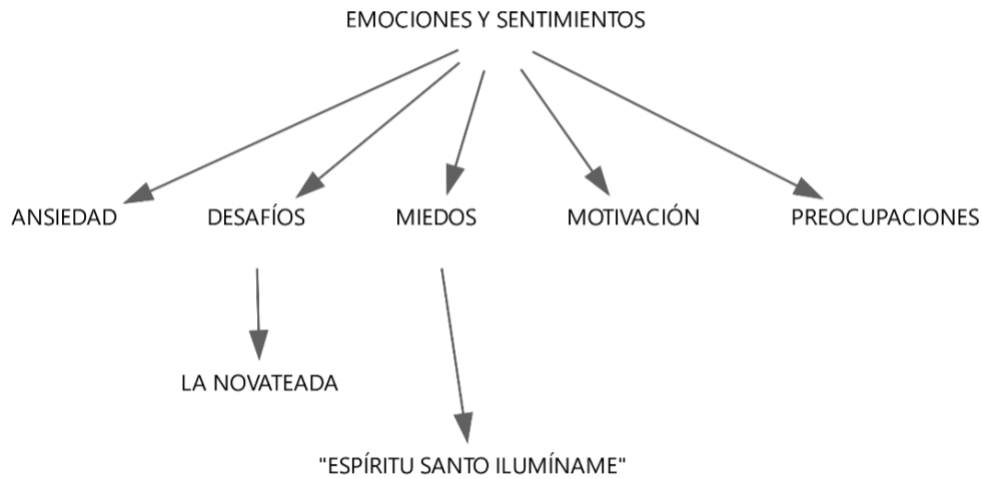 EMOCIONES Y SENTIMIENTOS
ANSIEDAD DESAFÍOS MIEDOS MOTIVACIÓN PREOCUPACIONES
LA NOVATEADA
"ESPÍRITU SANTO ILUMÍNAME"